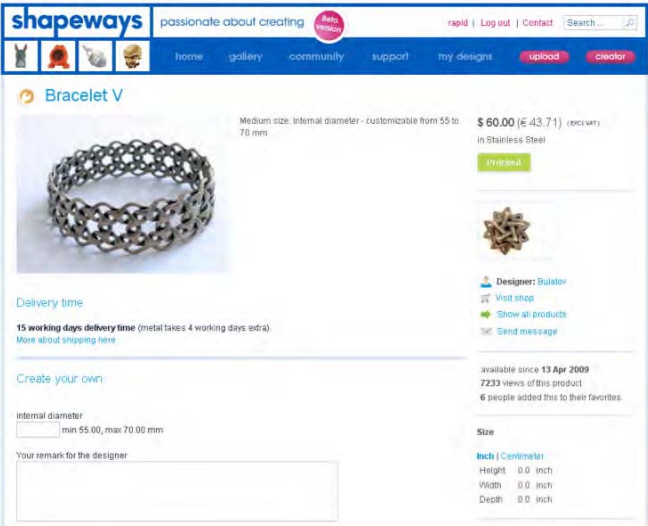 shapeways passionate about creating Beta version rapid | Log out | Contact Search...
home gallery community support my designs upload creator
Bracelet V
Medium size. Internal diameter - customizable from 55 to
70 mm
$ 60.00 (€ 43.71) (EXCL VAT)
in Stainless Steel
Proceed
Designer: Bulatov
Visit shop
Show all products
Send message
Delivery time
15 working days delivery time (metal takes 4 working days extra).
More about shipping here
available since 13 Apr 2009
7233 views of this product
6 people added this to their favorites
Create your own
internal diameter
min 55.00, max 70.00 mm
Your remark for the designer
Size
Inch | Centimeter
Height 0.0 inch
Width 0.0 inch
Depth 0.0 inch